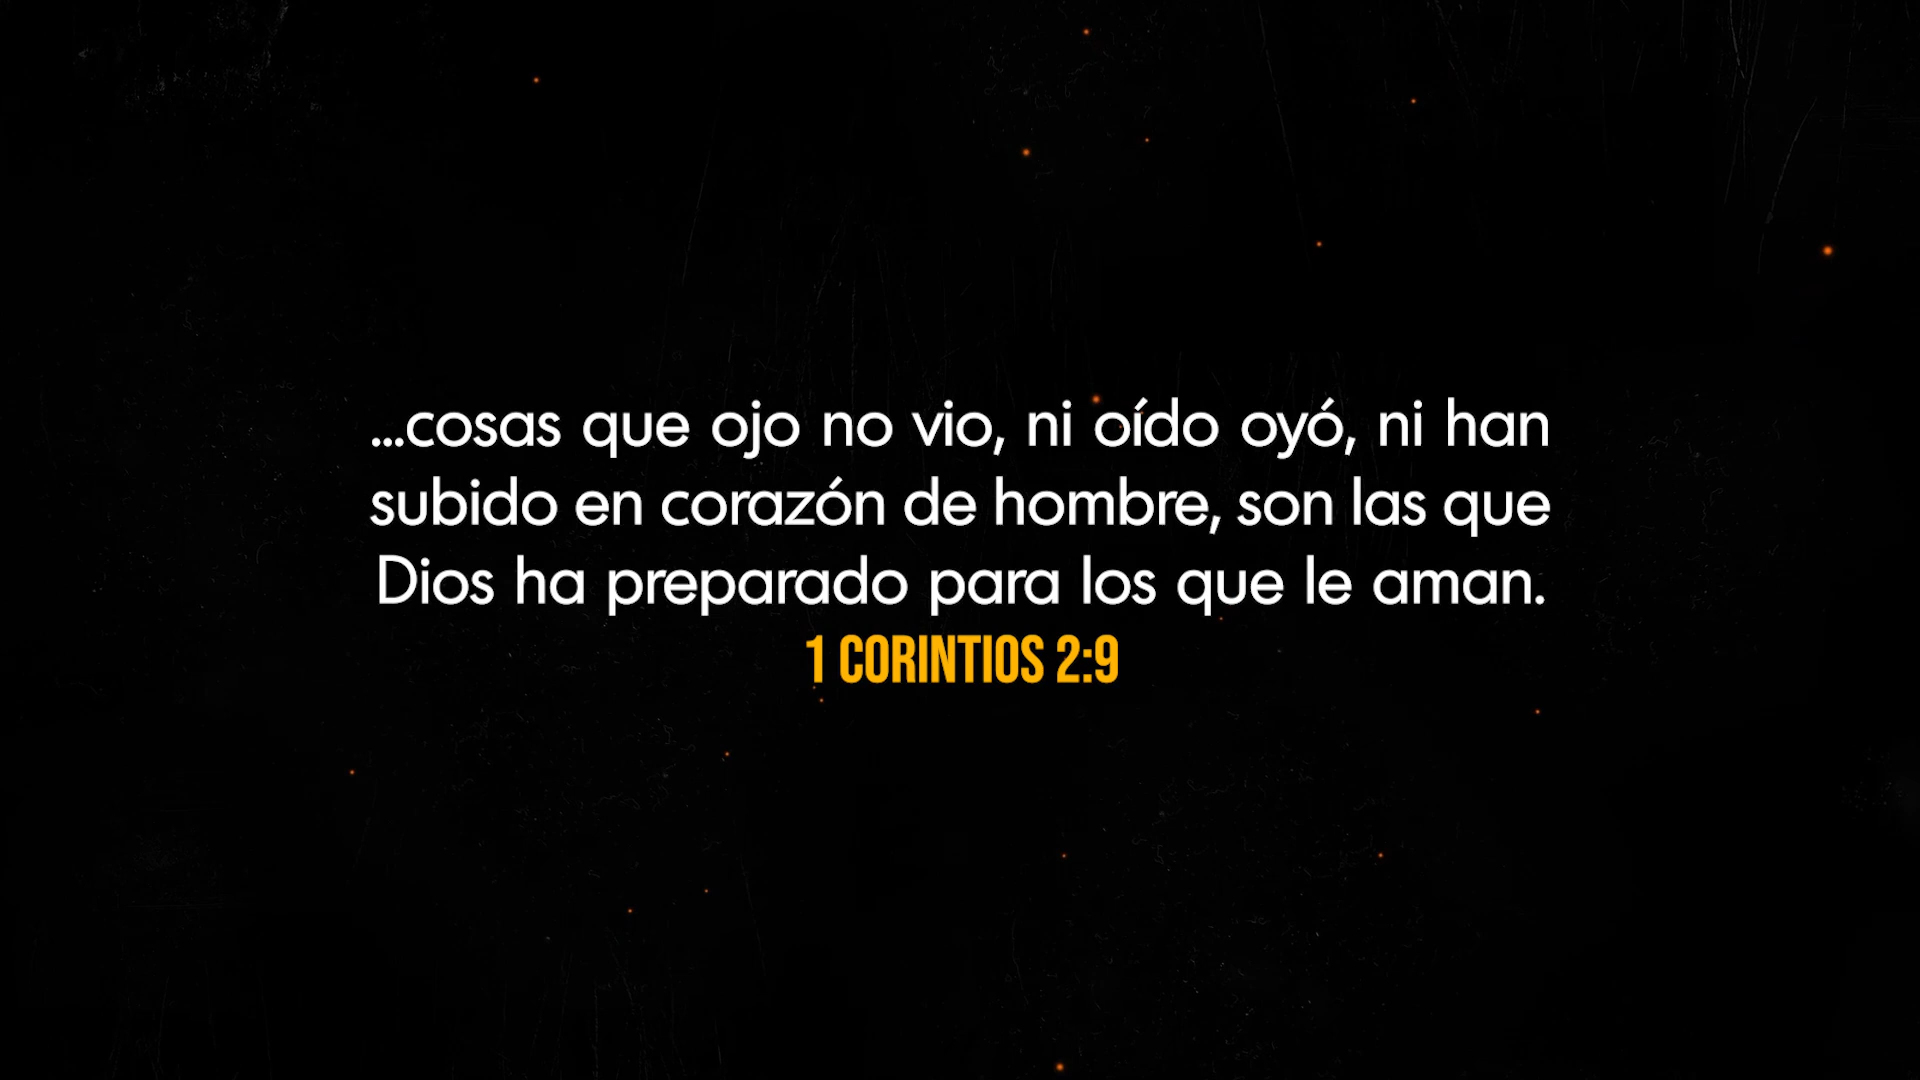 ...cosas que ojo no vio, ni oído oyó, ni han
subido en corazón de hombre, son las que
Dios ha preparado para los que le aman.
1 CORINTIOS 2:9